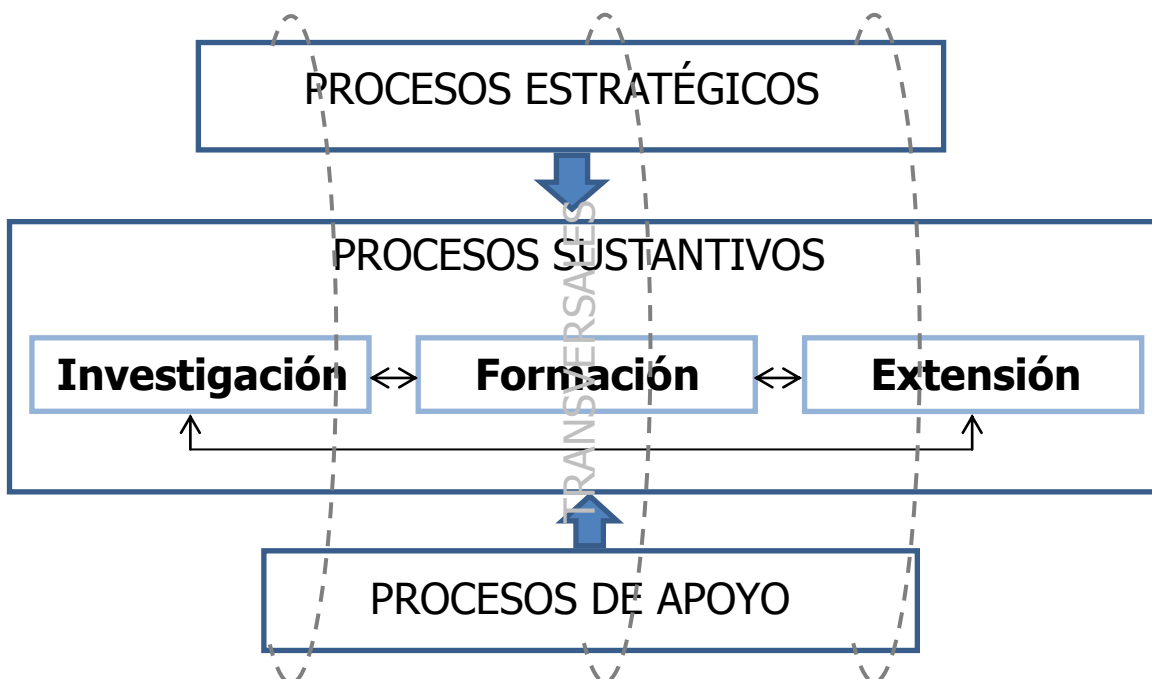 PROCESOS ESTRATÉGICOS
PROCESOS SUSTANTIVOS
TRANSVERSALES
Investigación
Formación
Extensión
PROCESOS DE APOYO